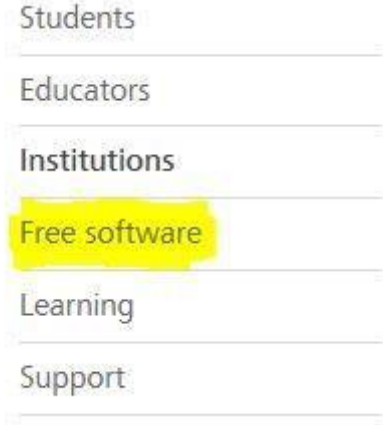 Students
Educators
Institutions
Free software
Learning
Support